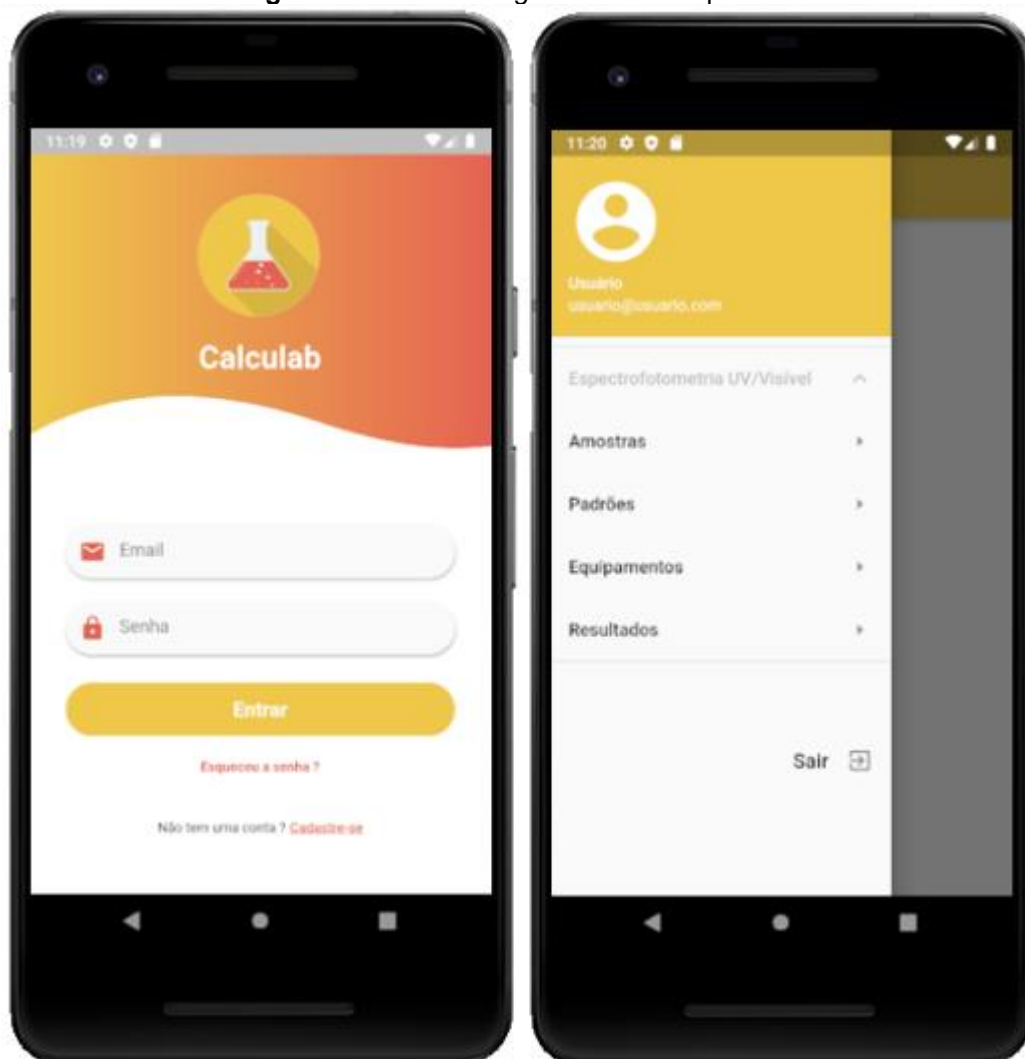 11:19
Calculab
Email
Senha
Entrar
Esqueceu a senha ?
Não tem uma conta ? Cadastre-se
11:20
Usuário
usuario@usuario.com
Espectrofotometria UV/Visível
Amostras
Padrões
Equipamentos
Resultados
Sair